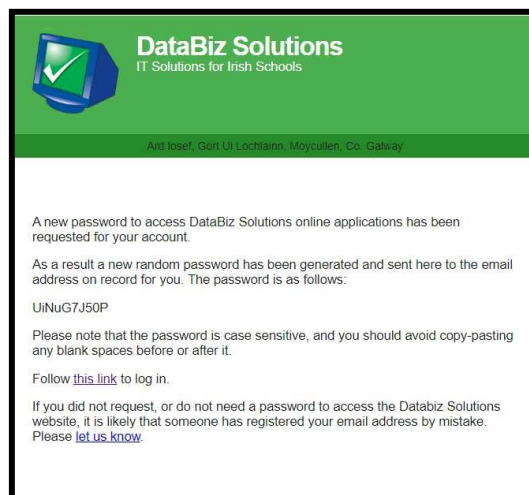 DataBiz Solutions
IT Solutions for Irish Schools
Ard Iosef, Gort Uí Lochlainn, Moycullen, Co. Galway
A new password to access DataBiz Solutions online applications has been
requested for your account.
As a result a new random password has been generated and sent here to the email
address on record for you. The password is as follows:
UiNuG7J50P
Please note that the password is case sensitive, and you should avoid copy-pasting
any blank spaces before or after it.
Follow this link to log in.
If you did not request, or do not need a password to access the Databiz Solutions
website, it is likely that someone has registered your email address by mistake.
Please let us know.